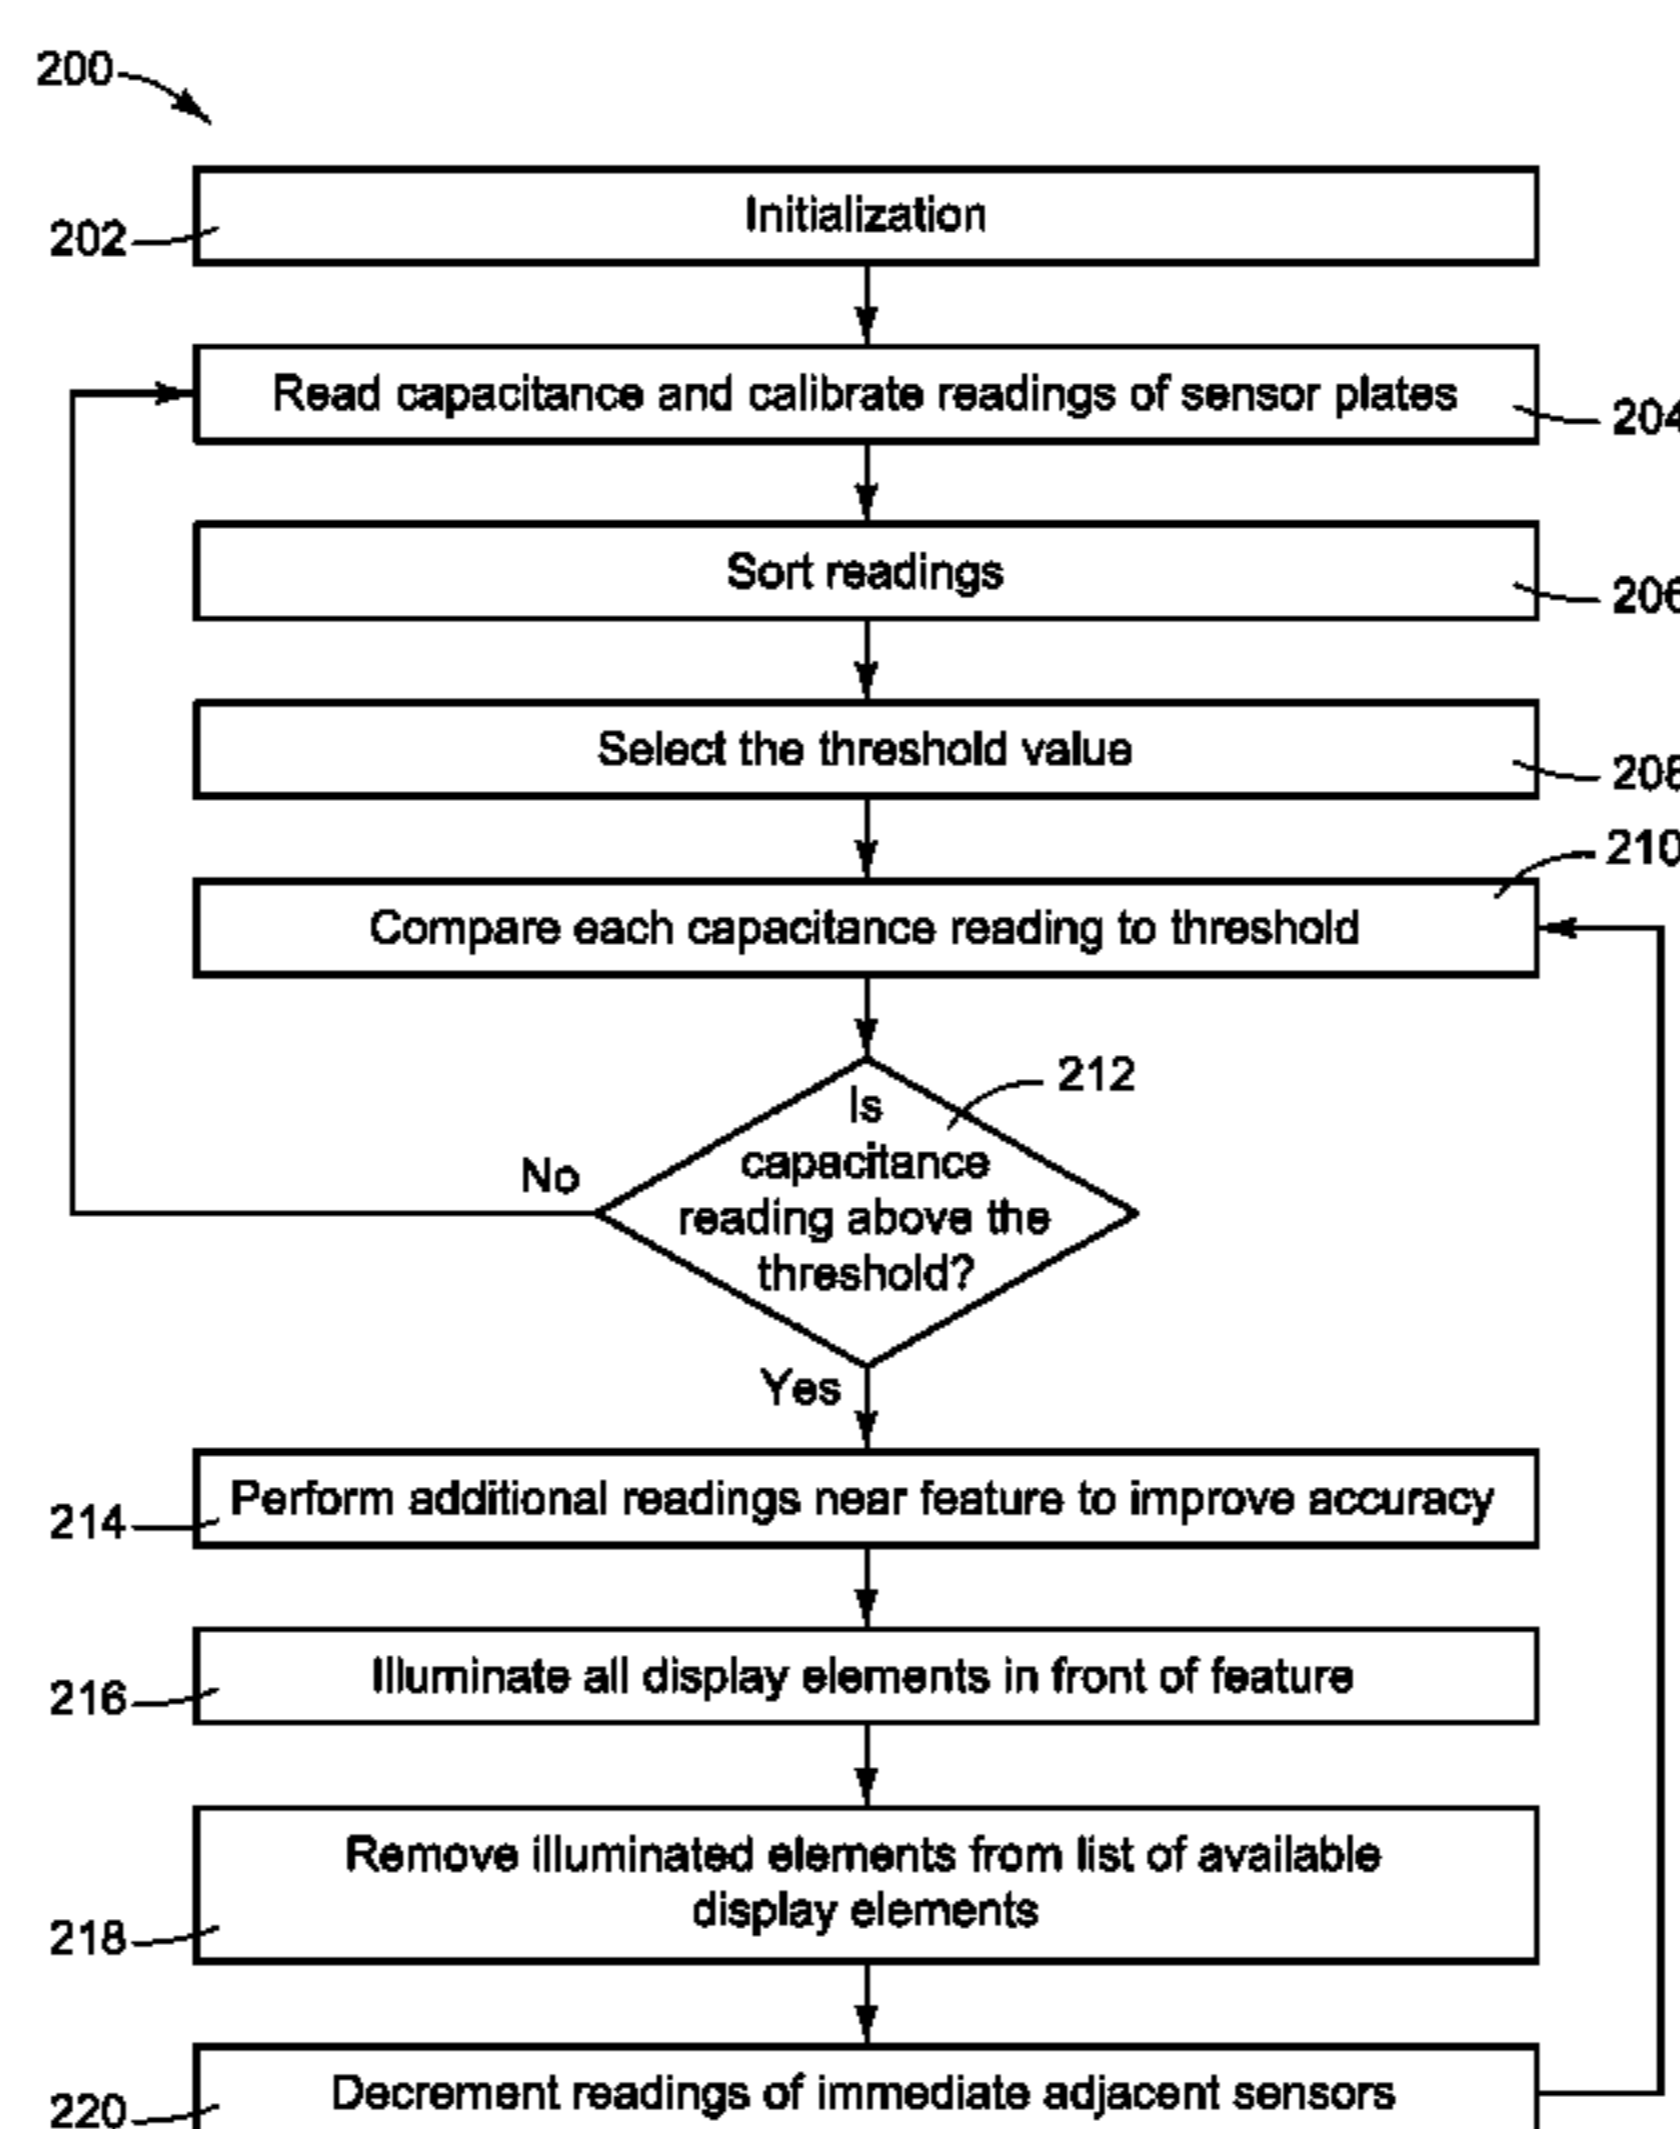 200
Initialization
202
Read capacitance and calibrate readings of sensor plates
204
Sort readings
206
Select the threshold value
208
210
Compare each capacitance reading to threshold
212
Is
capacitance
reading above the
threshold?
No
Yes
Perform additional readings near feature to improve accuracy
214
Illuminate all display elements in front of feature
216
Remove illuminated elements from list of available
display elements
218
Decrement readings of immediate adjacent sensors
220